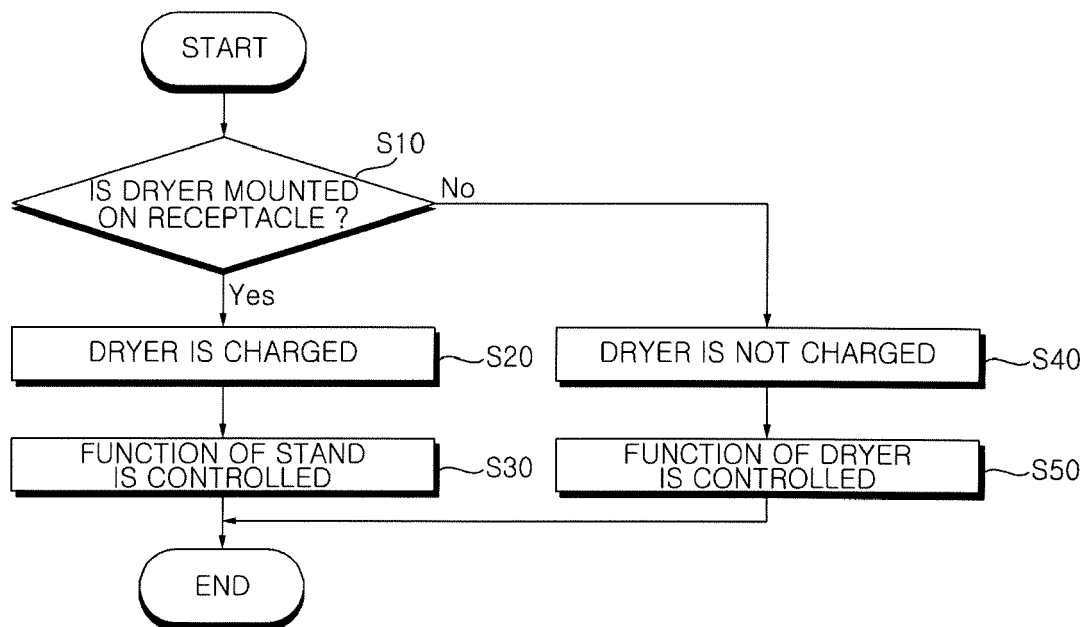 START
S10
IS DRYER MOUNTED
ON RECEPTACLE ?
No
Yes
DRYER IS CHARGED
S20
DRYER IS NOT CHARGED
S40
FUNCTION OF STAND
IS CONTROLLED
S30
FUNCTION OF DRYER
IS CONTROLLED
S50
END